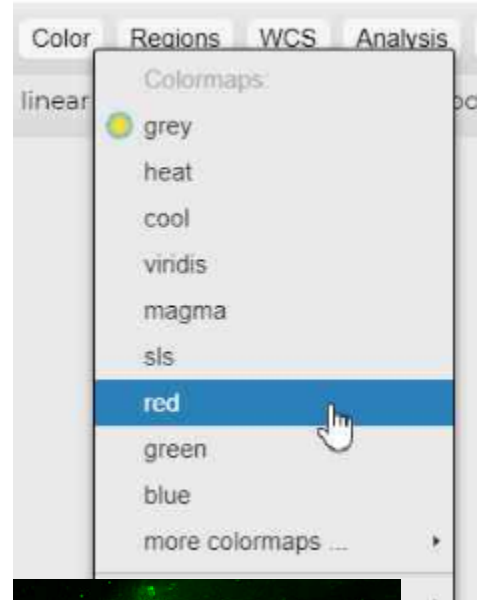 Color Regions WCS Analysis
linear
Colormaps:
grey
heat
cool
viridis
magma
sls
red
green
blue
more colormaps ...